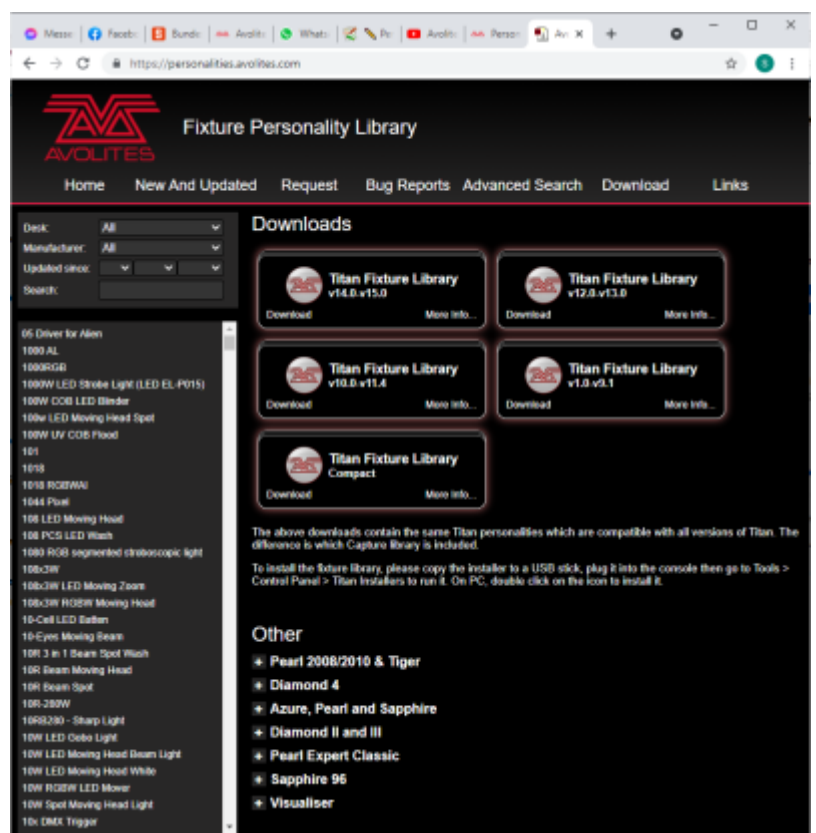 Messe
Facebo
Bundl
Avolite
Whats
Pe
Avolite
Person
Av
https://personalities.avolites.com
S
AVOLITES
Fixture Personality Library
Home New And Updated Request Bug Reports Advanced Search Download Links
Desk: All
Manufacturer: All
Updated since:
Search:
05 Driver for Alien
1000 AL
1000RGB
1000W LED Strobe Light (LED EL-P015)
100W COB LED Blinder
100w LED Moving Head Spot
100W UV COB Flood
101
1018
1018 RGBWAI
1044 Pixel
108 LED Moving Head
108 PCS LED Wash
1080 RGB segmented stroboscopic light
108x3W
108x3W LED Moving Zoom
108x3W RGBW Moving Head
10-Cell LED Batten
10-Eyes Moving Beam
10R 3 in 1 Beam Spot Wash
10R Beam Moving Head
10R Beam Spot
10R-280W
10RB280 - Sharp Light
10W LED Gobo Light
10W LED Moving Head Beam Light
10W LED Moving Head White
10W RGBW LED Mover
10W Spot Moving Head Light
10x DMX Trigger
Downloads
Titan Fixture Library
v14.0-v15.0
Download More Info...
Titan Fixture Library
v12.0-v13.0
Download More Info...
Titan Fixture Library
v10.0-v11.4
Download More Info...
Titan Fixture Library
v1.0-v9.1
Download More Info...
Titan Fixture Library
Compact
Download More Info...
The above downloads contain the same Titan personalities which are compatible with all versions of Titan. The
difference is which Capture library is included.
To install the fixture library, please copy the installer to a USB stick, plug it into the console then go to Tools >
Control Panel > Titan Installers to run it. On PC, double click on the icon to install it.
Other
+ Pearl 2008/2010 & Tiger
+ Diamond 4
+ Azure, Pearl and Sapphire
+ Diamond II and III
+ Pearl Expert Classic
+ Sapphire 96
+ Visualiser